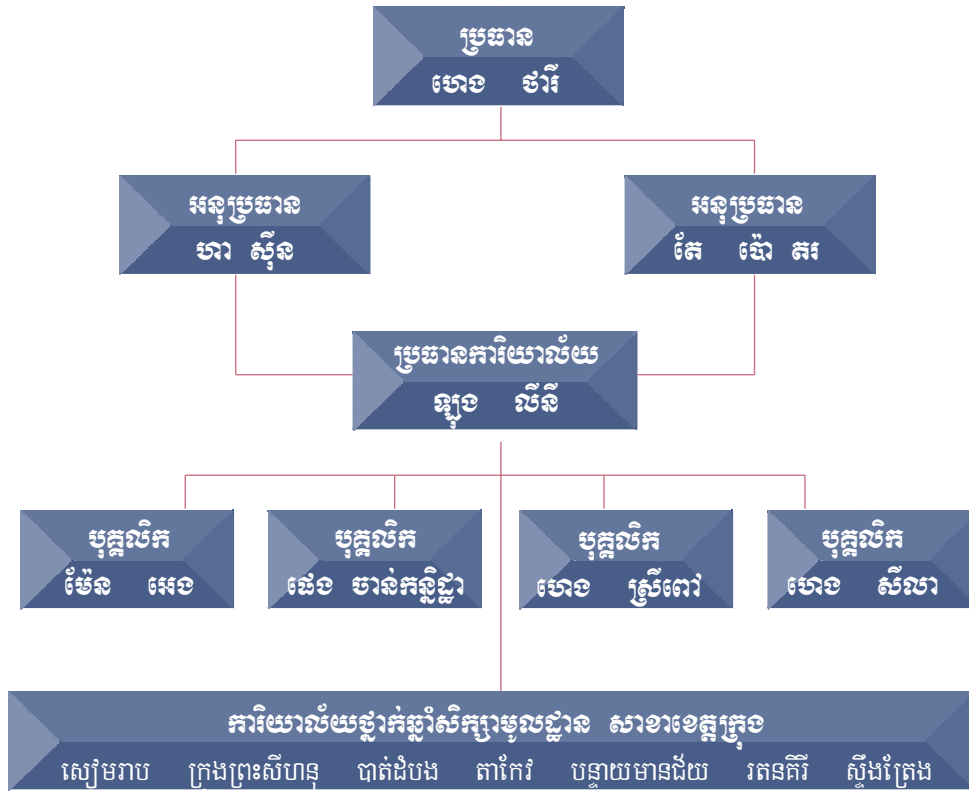 ប្រធាន
ហេង ថារី
អនុប្រធាន
ហា ស៊ីន
អនុប្រធាន
តែ ប៉ោ តរ
ប្រធានការិយាល័យ
ឡុង លីនី
បុគ្គលិក
ម៉ែន អេង
បុគ្គលិក
ផេង ចាន់កន្និដ្ឋា
បុគ្គលិក
ហេង ស្រីពៅ
បុគ្គលិក
ហេង សីលា
ការិយាល័យថ្នាក់ឆ្នាំសិក្សាមូលដ្ឋាន សាខាខេត្តក្រុង
សៀមរាប ក្រុងព្រះសីហនុ បាត់ដំបង តាកែវ បន្ទាយមានជ័យ រតនគិរី ស្ទឹងត្រែង